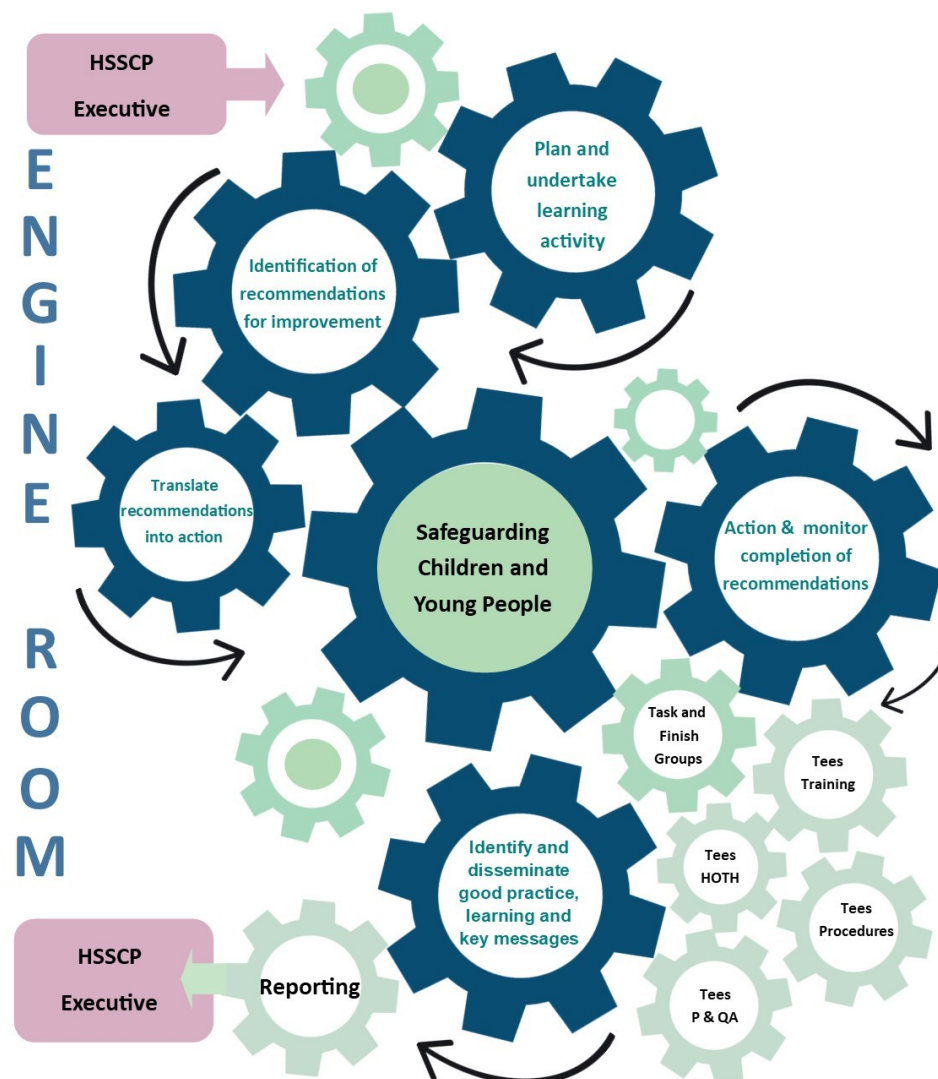 HSSCP
Executive
ENGINE
ROOM
Plan and
undertake
learning
activity
Identification of
recommendations
for improvement
Translate
recommendations
into action
Safeguarding
Children and
Young People
Action & monitor
completion of
recommendations
Task and
Finish
Groups
Tees
Training
Tees
HOTH
Tees
Procedures
Tees
P & QA
Identify and
disseminate
good practice,
learning and
key messages
Reporting
HSSCP
Executive